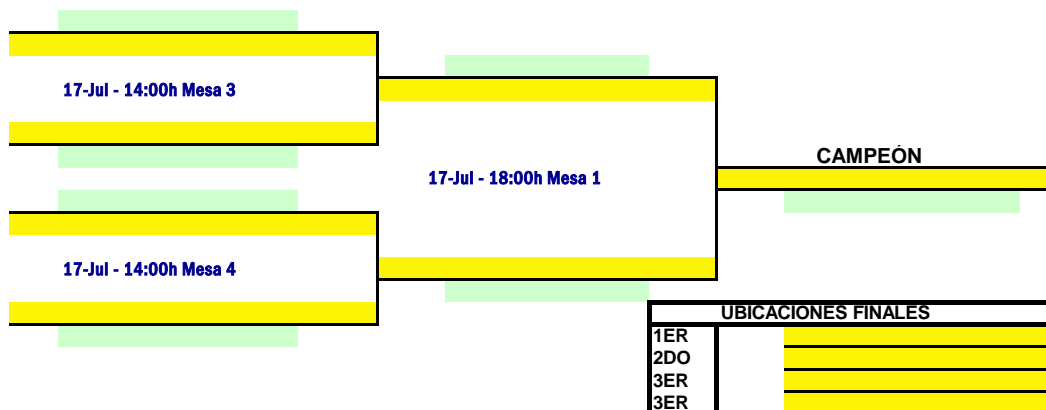 17-Jul - 14:00h Mesa 3
CAMPEÓN
17-Jul - 18:00h Mesa 1
17-Jul - 14:00h Mesa 4
UBICACIONES FINALES
1ER
2DO
3ER
3ER